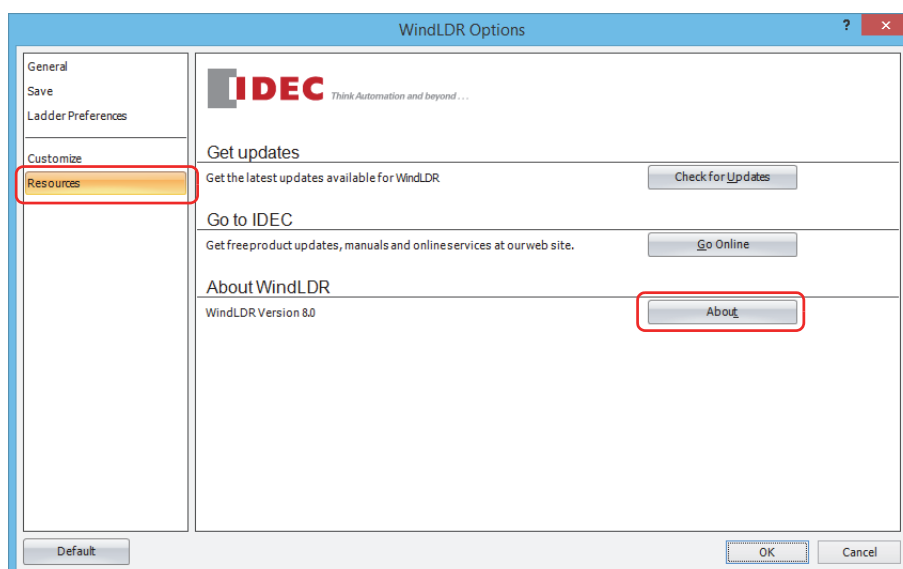 WindLDR Options
?
General
Save
Ladder Preferences
Customize
Resources
IDEC Think Automation and beyond...
Get updates
Get the latest updates available for WindLDR
Check for Updates
Go to IDEC
Get free product updates, manuals and online services at our web site.
Go Online
About WindLDR
WindLDR Version 8.0
About
Default
OK
Cancel